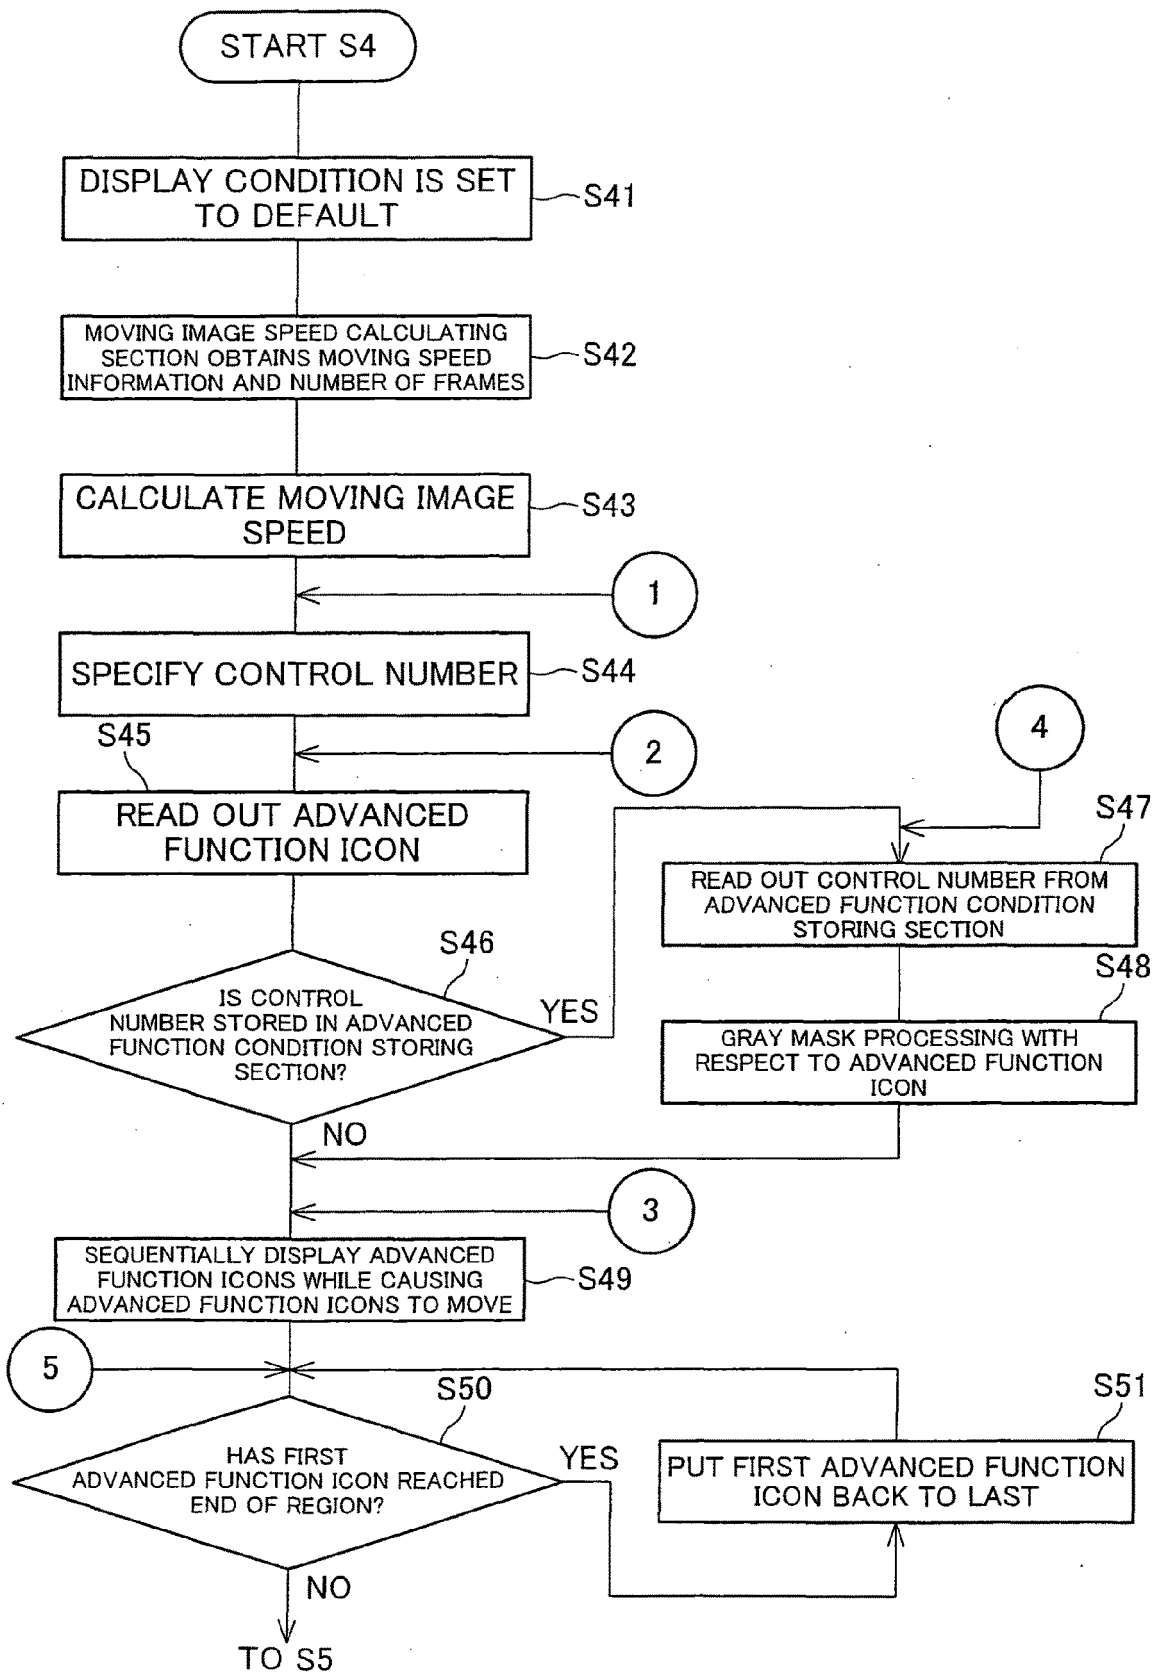 START S4
DISPLAY CONDITION IS SET
TO DEFAULT
S41
MOVING IMAGE SPEED CALCULATING
SECTION OBTAINS MOVING SPEED
INFORMATION AND NUMBER OF FRAMES
S42
CALCULATE MOVING IMAGE
SPEED
S43
1
SPECIFY CONTROL NUMBER
S44
2
4
S45
READ OUT ADVANCED
FUNCTION ICON
S47
READ OUT CONTROL NUMBER FROM
ADVANCED FUNCTION CONDITION
STORING SECTION
S46
IS CONTROL
NUMBER STORED IN ADVANCED
FUNCTION CONDITION STORING
SECTION?
YES
S48
GRAY MASK PROCESSING WITH
RESPECT TO ADVANCED FUNCTION
ICON
NO
3
SEQUENTIALLY DISPLAY ADVANCED
FUNCTION ICONS WHILE CAUSING
ADVANCED FUNCTION ICONS TO MOVE
S49
5
S50
HAS FIRST
ADVANCED FUNCTION ICON REACHED
END OF REGION?
YES
S51
PUT FIRST ADVANCED FUNCTION
ICON BACK TO LAST
NO
TO S5